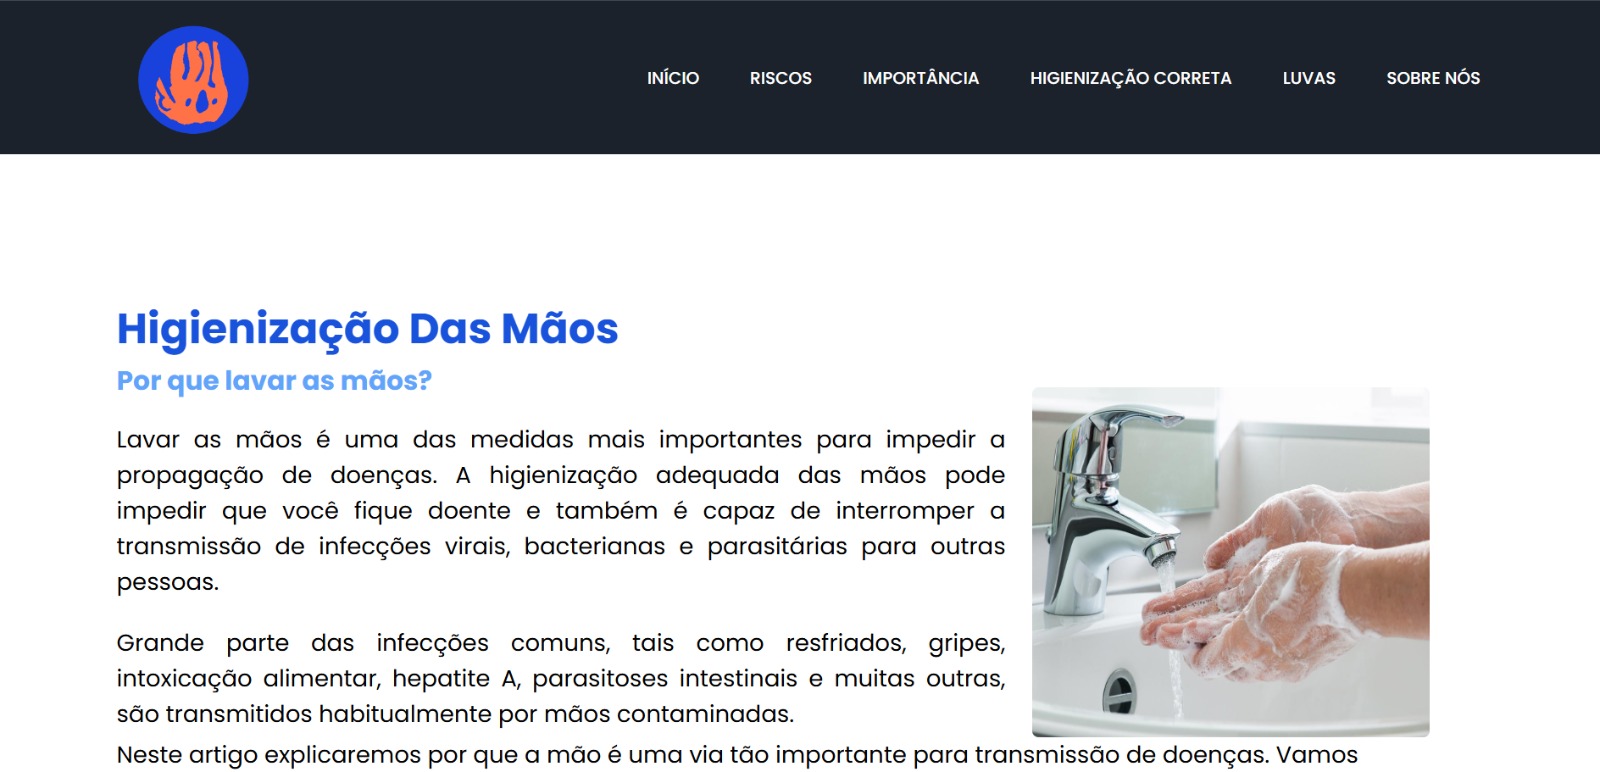 INÍCIO RISCOS IMPORTÂNCIA HIGIENIZAÇÃO CORRETA LUVAS SOBRE NÓS
Higienização Das Mãos
Por que lavar as mãos?
Lavar as mãos é uma das medidas mais importantes para impedir a
propagação de doenças. A higienização adequada das mãos pode
impedir que você fique doente e também é capaz de interromper a
transmissão de infecções virais, bacterianas e parasitárias para outras
pessoas.
Grande parte das infecções comuns, tais como resfriados, gripes,
intoxicação alimentar, hepatite A, parasitoses intestinais e muitas outras,
são transmitidos habitualmente por mãos contaminadas.
Neste artigo explicaremos por que a mão é uma via tão importante para transmissão de doenças. Vamos